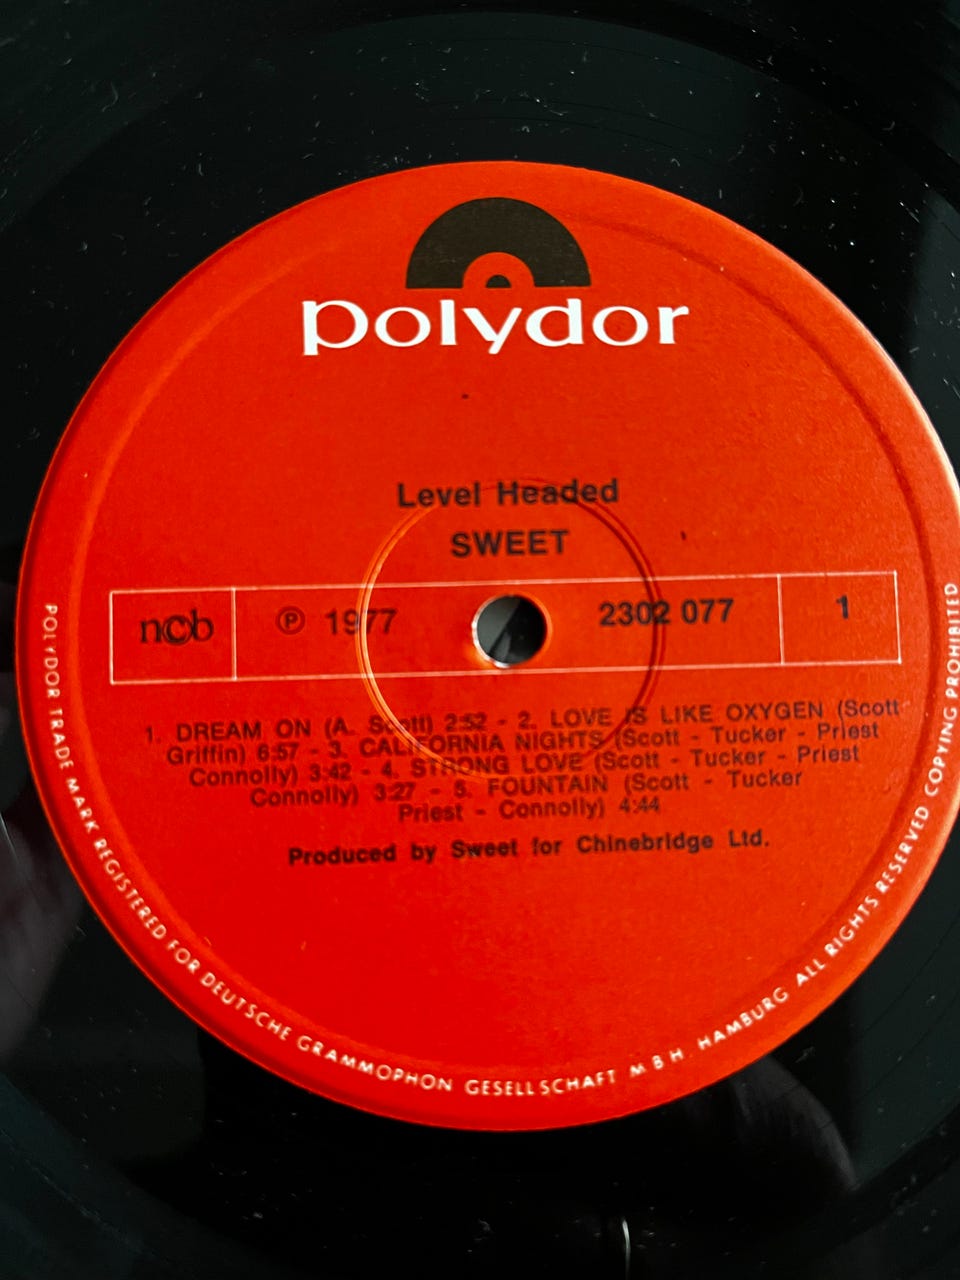 polydor
Level Headed
SWEET
ncb
℗ 1977
2302 077
1
1. DREAM ON (A. Scott) 2:52 - 2. LOVE IS LIKE OXYGEN (Scott
Griffin) 6:57 - 3. CALIFORNIA NIGHTS (Scott - Tucker - Priest
Connolly) 3:42 - 4. STRONG LOVE (Scott - Tucker - Priest
Connolly) 3:27 - 5. FOUNTAIN (Scott - Tucker
Priest - Connolly) 4:44
Produced by Sweet for Chinebridge Ltd.
POLYDOR TRADE MARK REGISTERED FOR DEUTSCHE GRAMMOPHON GESELLSCHAFT M B H. HAMBURG ALL RIGHTS RESERVED COPYING PROHIBITED